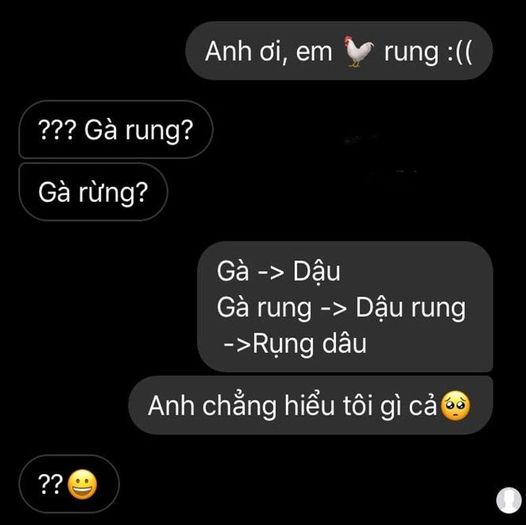 Anh ơi, em 🐓 rung :((
??? Gà rung?
Gà rừng?
Gà -> Dậu
Gà rung -> Dậu rung
->Rụng dâu
Anh chẳng hiểu tôi gì cả🥺
??😀